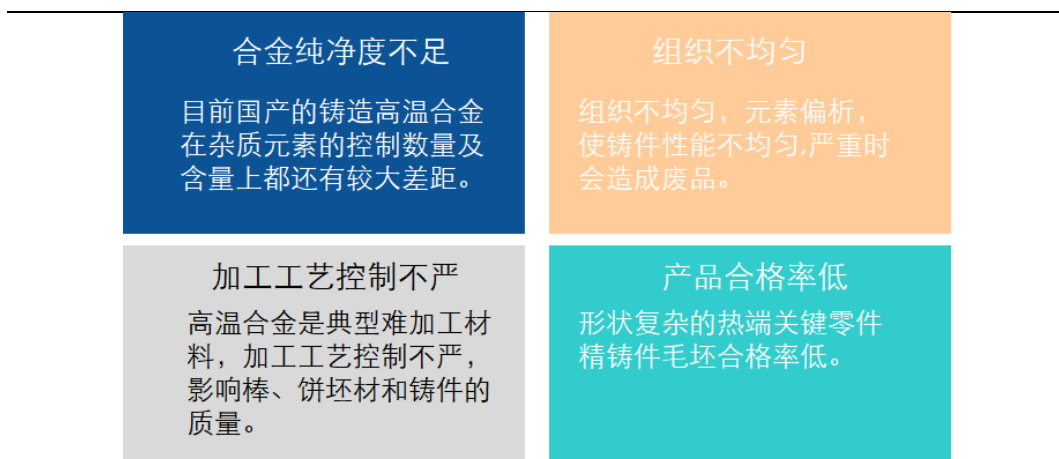 合金纯净度不足
目前国产的铸造高温合金
在杂质元素的控制数量及
含量上都还有较大差距。
组织不均匀
组织不均匀，元素偏析，
使铸件性能不均匀,严重时
会造成废品。
加工工艺控制不严
高温合金是典型难加工材
料，加工工艺控制不严，
影响棒、饼坯材和铸件的
质量。
产品合格率低
形状复杂的热端关键零件
精铸件毛坯合格率低。